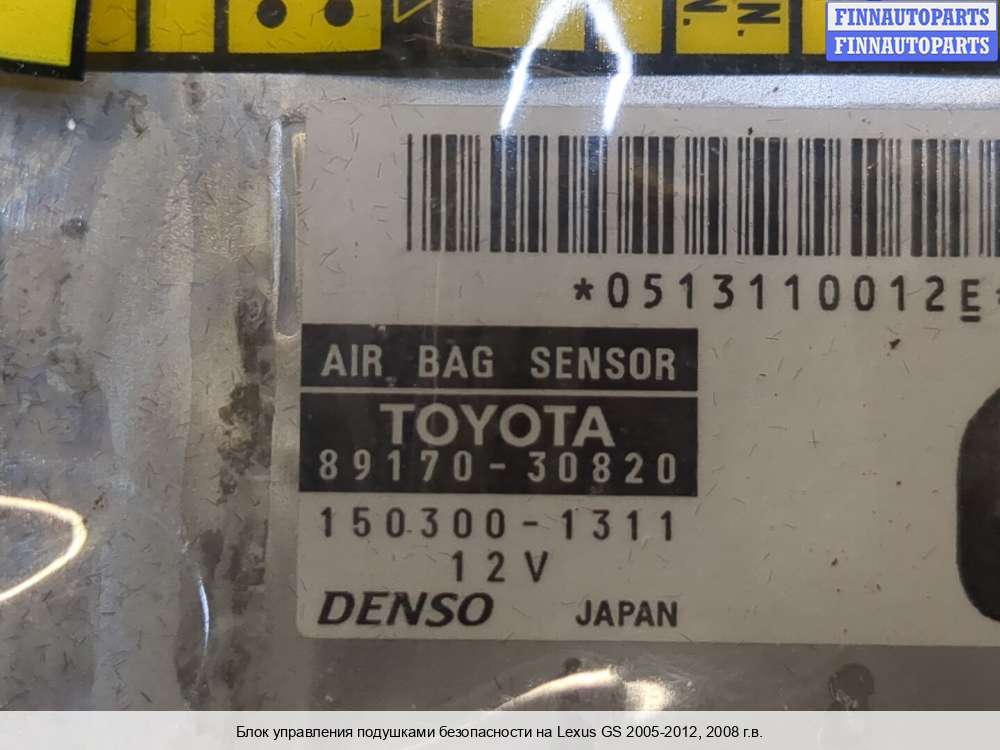 FINNAUTOPARTS
FINNAUTOPARTS
*0513110012E
AIR BAG SENSOR
TOYOTA
89170-30820
150300-1311
12V
DENSO JAPAN
Блок управления подушками безопасности на Lexus GS 2005-2012, 2008 г.в.